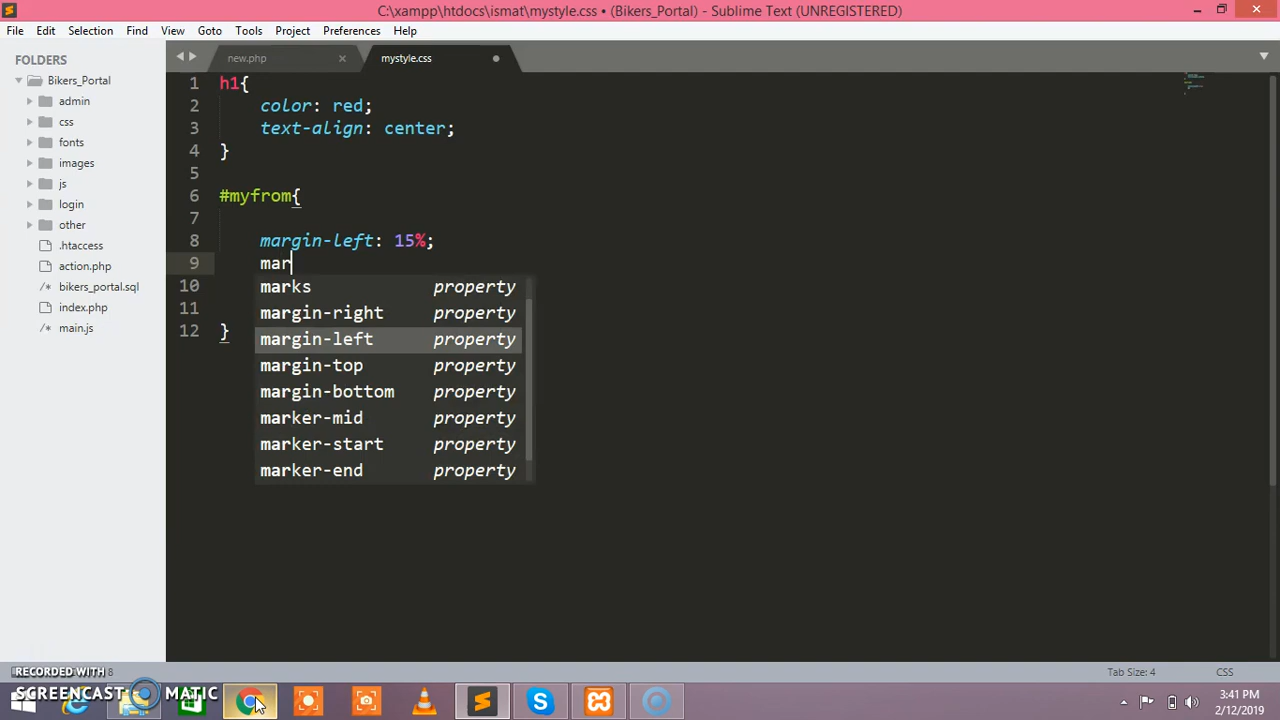 C:\xampp\htdocs\ismat\mystyle.css • (Bikers_Portal) - Sublime Text (UNREGISTERED)
File Edit Selection Find View Goto Tools Project Preferences Help
FOLDERS
Bikers_Portal
admin
css
fonts
images
js
login
other
.htaccess
action.php
/* bikers_portal.sql
index.php
/* main.js
new.php × mystyle.css
1 h1{
2 color: red;
3 text-align: center;
4 }
5
6 #myfrom{
7
8 margin-left: 15%;
9 mar
10
11
12 }
marks property
margin-right property
margin-left property
margin-top property
margin-bottom property
marker-mid property
marker-start property
marker-end property
Tab Size: 4 CSS
RECORDED WITH
SCREENCAST MATIC
3:41 PM
2/12/2019